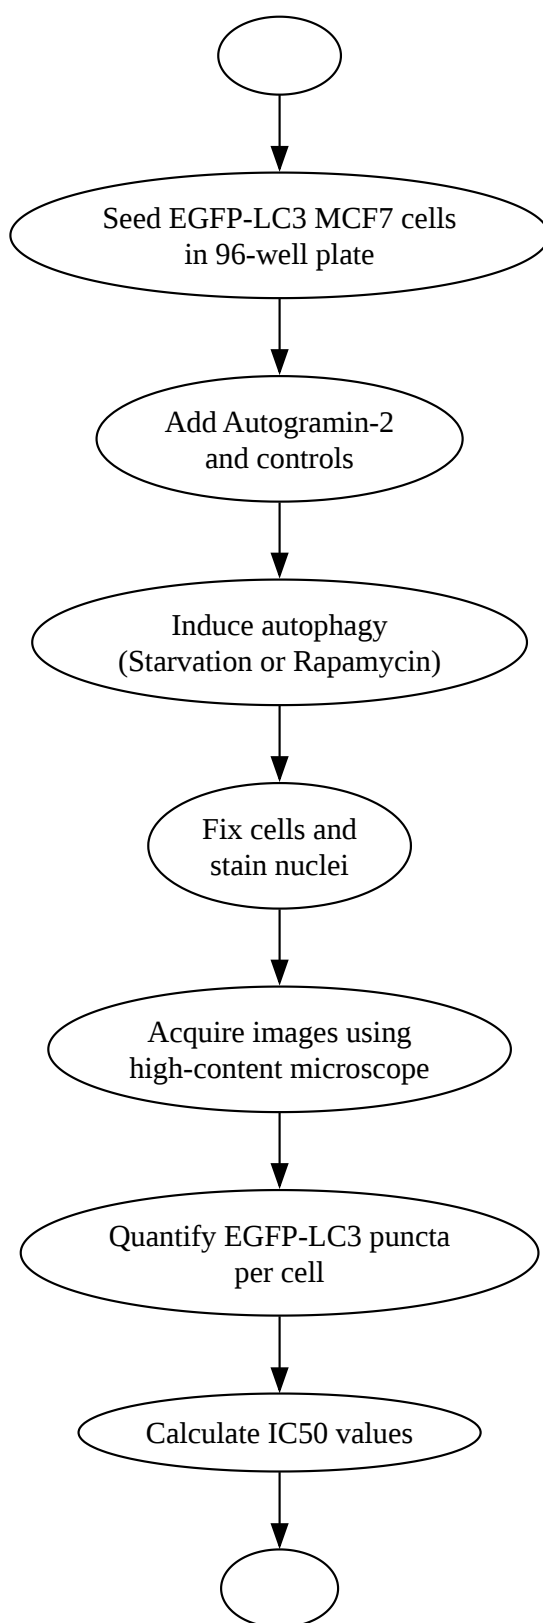 Seed EGFP-LC3 MCF7 cells
in 96-well plate
Add Autogramin-2
and controls
Induce autophagy
(Starvation or Rapamycin)
Fix cells and
stain nuclei
Acquire images using
high-content microscope
Quantify EGFP-LC3 puncta
per cell
Calculate IC50 values